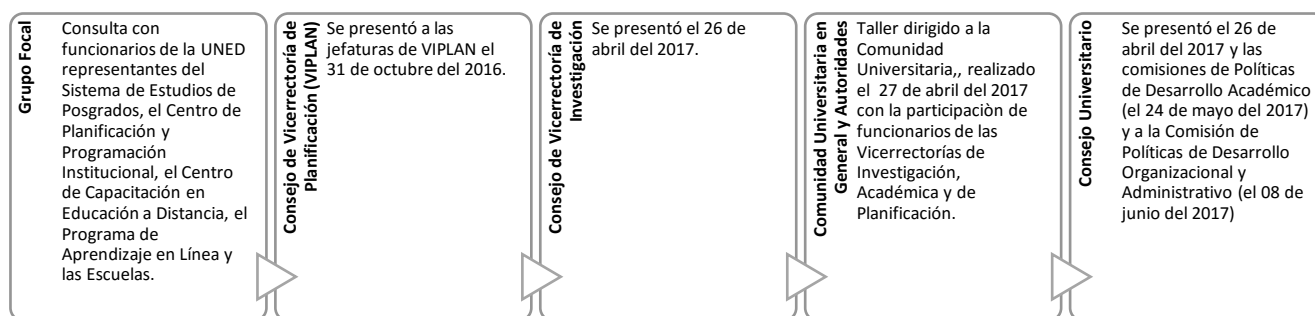 Grupo Focal
Consulta con
funcionarios de la UNED
representantes del
Sistema de Estudios de
Posgrados, el Centro de
Planificación y
Programación
Institucional, el Centro
de Capacitación en
Educación a Distancia, el
Programa de
Aprendizaje en Línea y
las Escuelas.
Consejo de Vicerrectoría de
Planificación (VIPLAN)
Se presentó a las
jefaturas de VIPLAN el
31 de octubre del 2016.
Consejo de Vicerrectoría de
Investigación
Se presentó el 26 de
abril del 2017.
Comunidad Universitaria en
General y Autoridades
Taller dirigido a la
Comunidad
Universitaria,, realizado
el  27 de abril del 2017
con la participaciòn de
funcionarios de las
Vicerrectorías de
Investigación,
Académica y de
Planificación.
Consejo Universitario
Se presentó el 26 de
abril del 2017 y las
comisiones de Políticas
de Desarrollo Académico
(el 24 de mayo del 2017)
y a la Comisión de
Políticas de Desarrollo
Organizacional y
Administrativo (el 08 de
junio del 2017)